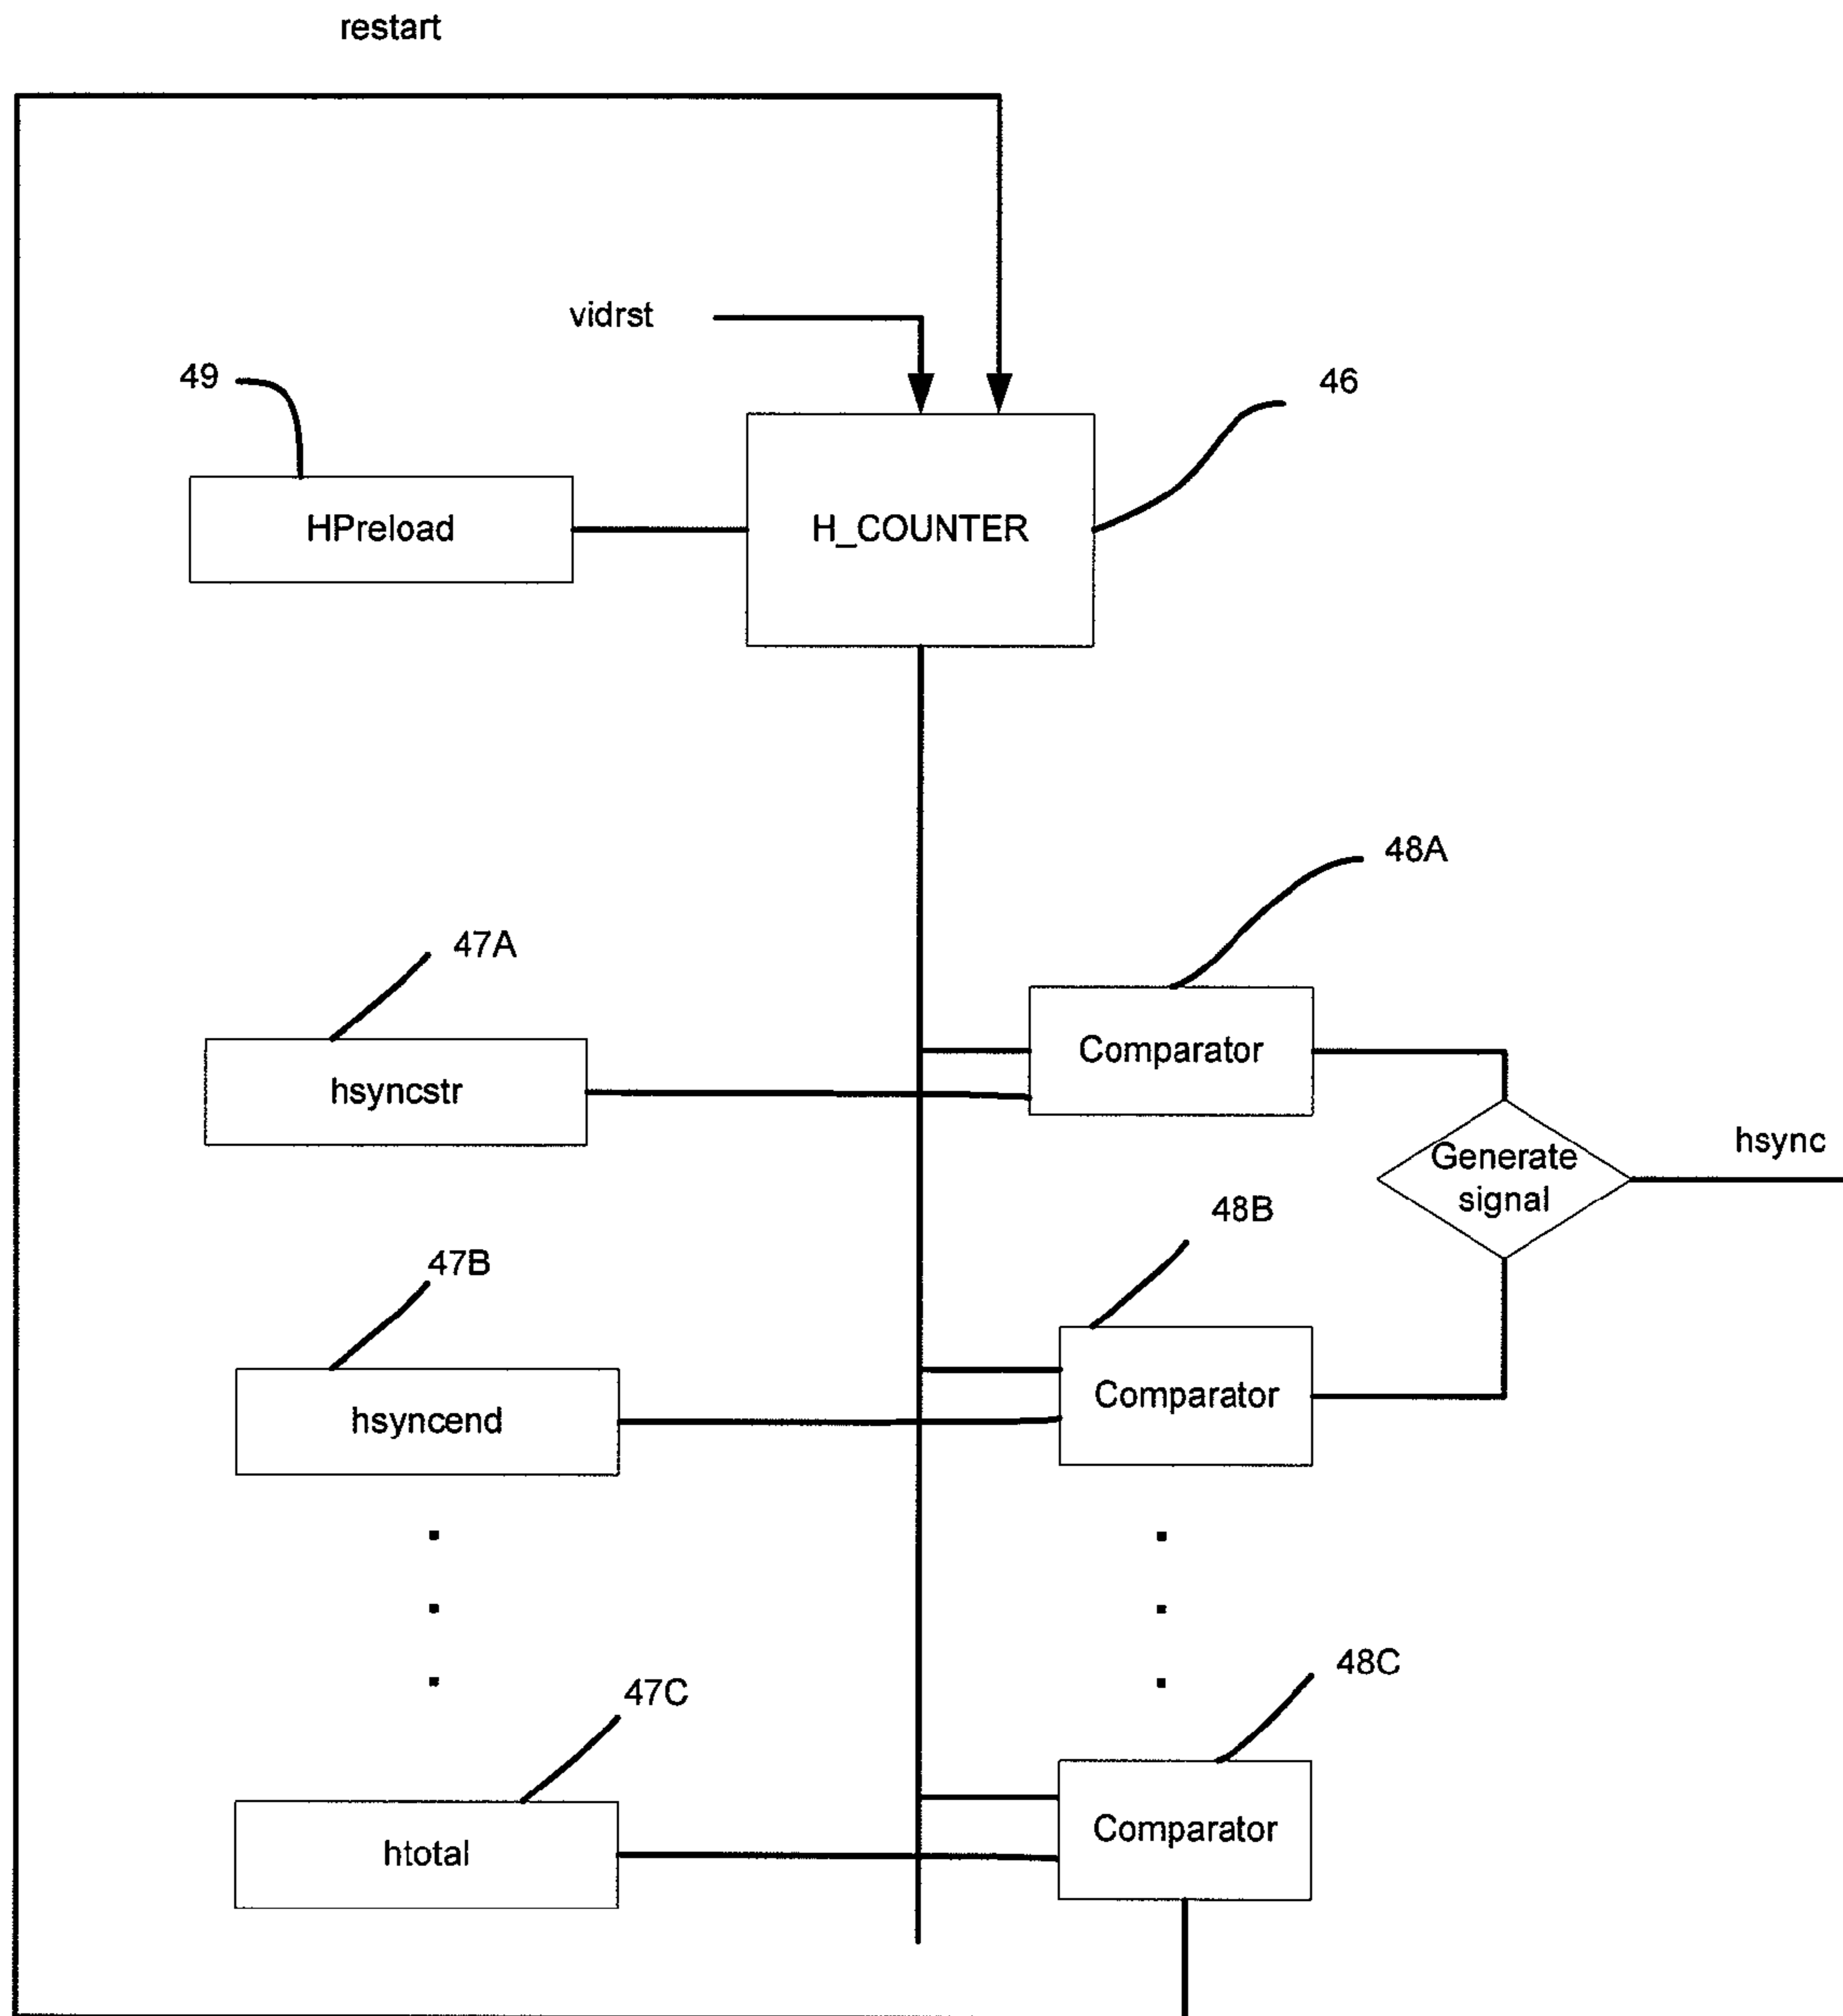 restart
vidrst
49
46
HPreload
H_COUNTER
48A
47A
Comparator
hsyncstr
hsync
Generate
signal
48B
47B
Comparator
hsyncend
48C
47C
Comparator
htotal